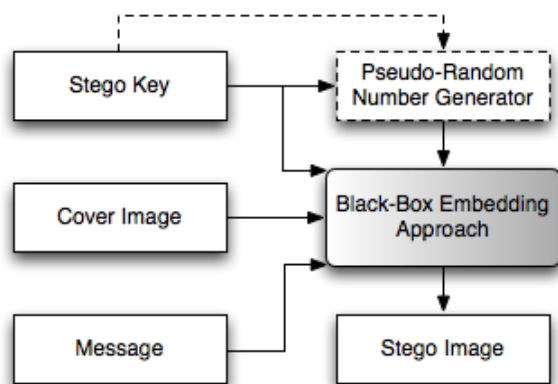 Stego Key
Pseudo-Random
Number Generator
Cover Image
Black-Box Embedding
Approach
Message
Stego Image